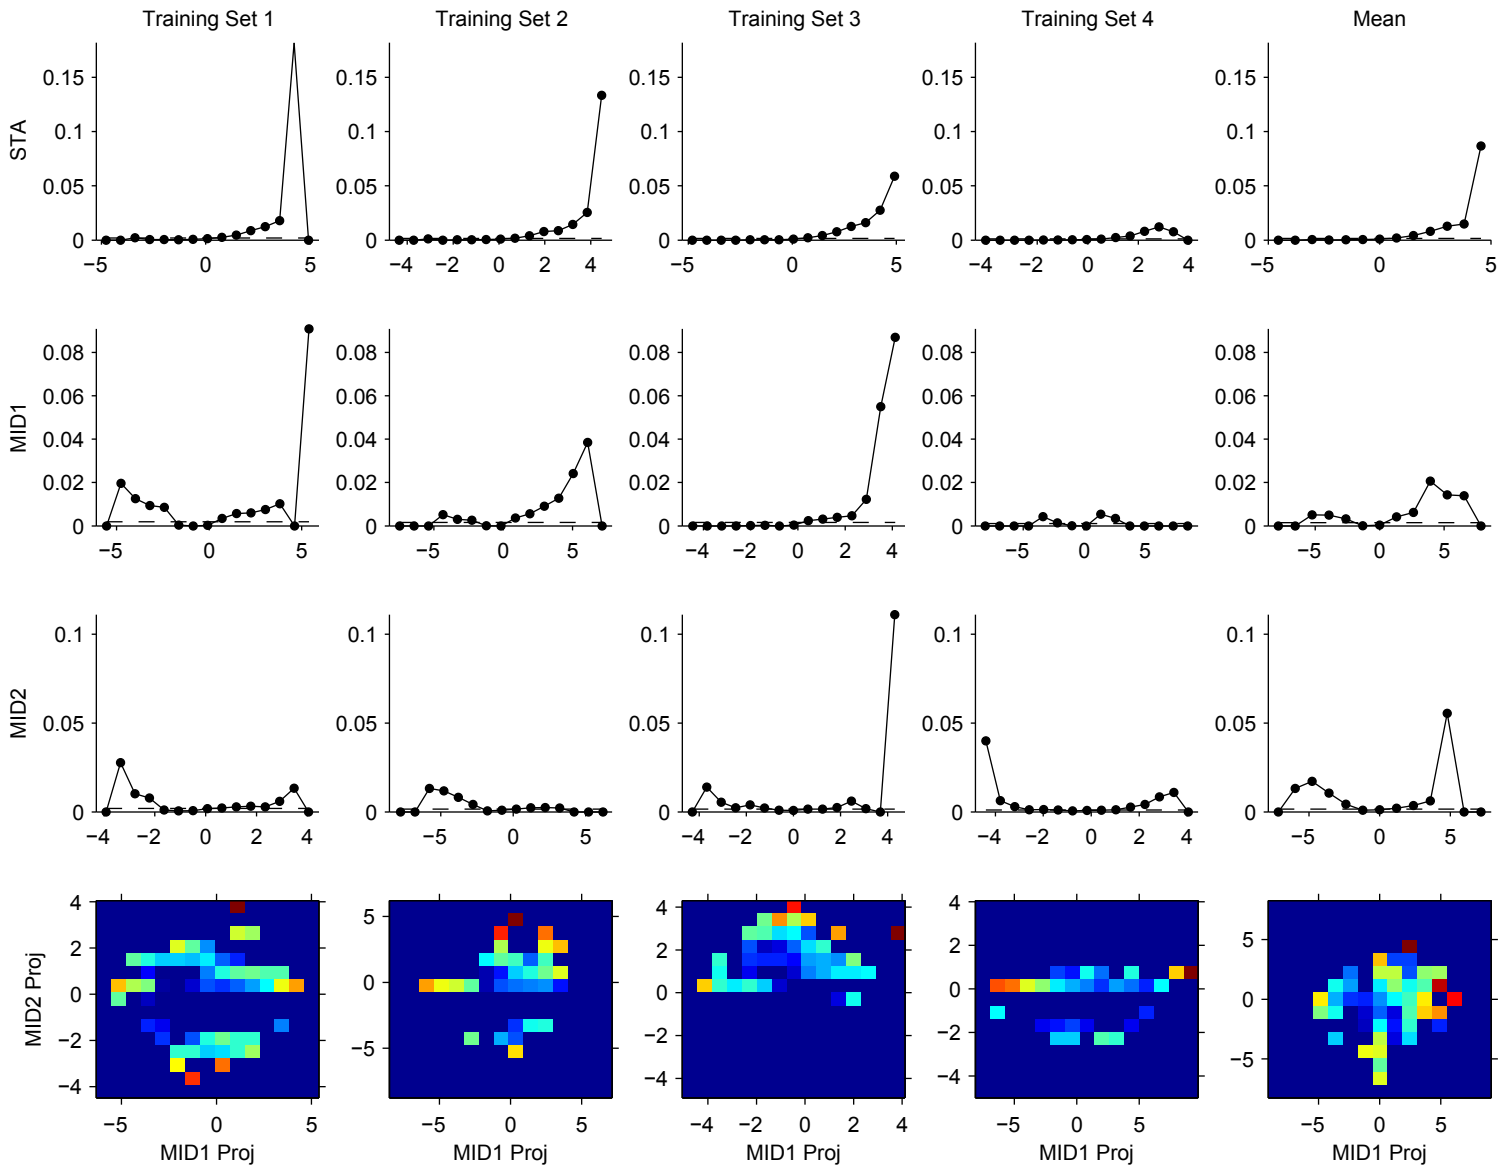 Training Set 1 Training Set 2 Training Set 3 Training Set 4 Mean
STA
0.15 0.15 0.15 0.15 0.15
0.1 0.1 0.1 0.1 0.1
0.05 0.05 0.05 0.05 0.05
0 0 0 0 0
−5 0 5 −4 −2 0 2 4 −5 0 5 −4 −2 0 2 4 −5 0 5
MID1
0.08 0.08 0.08 0.08 0.08
0.06 0.06 0.06 0.06 0.06
0.04 0.04 0.04 0.04 0.04
0.02 0.02 0.02 0.02 0.02
0 0 0 0 0
−5 0 5 −5 0 5 −4 −2 0 2 4 −5 0 5 −5 0 5
MID2
0.1 0.1 0.1 0.1 0.1
0.05 0.05 0.05 0.05 0.05
0 0 0 0 0
−4 −2 0 2 4 −5 0 5 −4 −2 0 2 4 −4 −2 0 2 4 −5 0 5
MID2 Proj
4 5 4 4 5
2 0 2 2 0
0 −5 0 0 −5
−2 −2 −2
−4 −4 −4
−5 0 5 −5 0 5 −4 −2 0 2 4 −5 0 5 −5 0 5
MID1 Proj MID1 Proj MID1 Proj MID1 Proj MID1 Proj